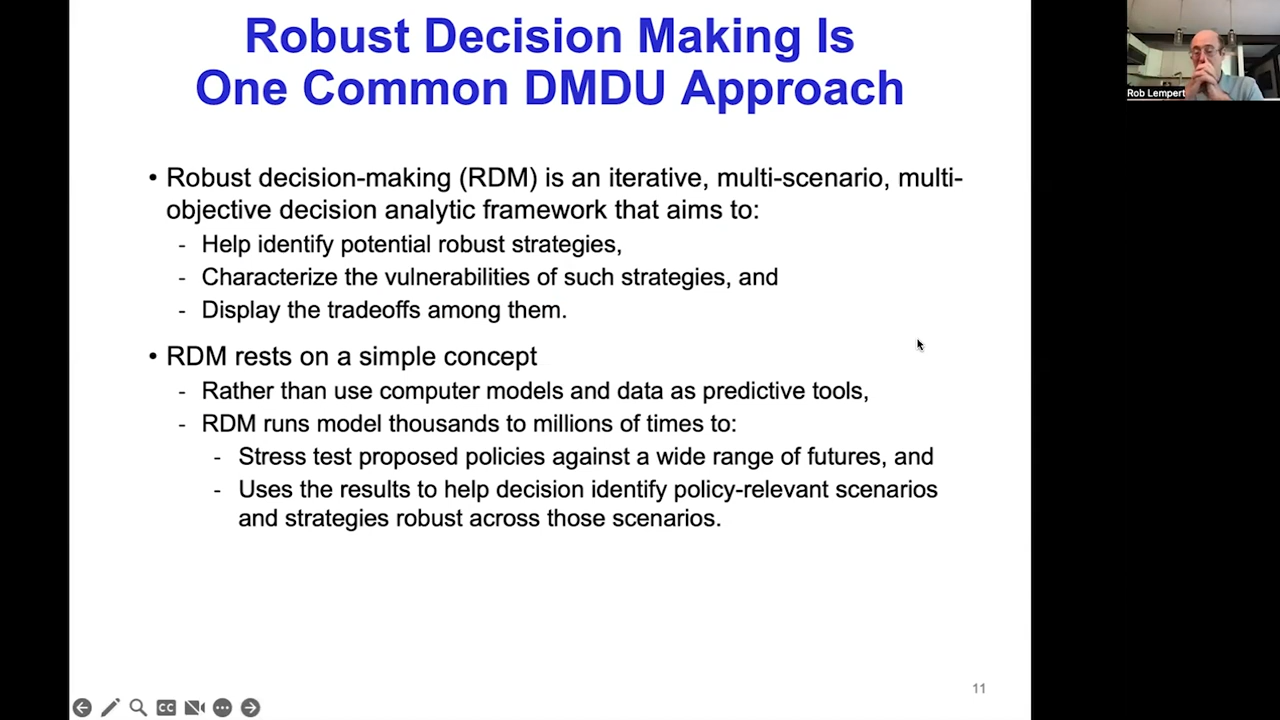 Robust Decision Making Is
One Common DMDU Approach
• Robust decision-making (RDM) is an iterative, multi-scenario, multi-
objective decision analytic framework that aims to:
- Help identify potential robust strategies,
- Characterize the vulnerabilities of such strategies, and
- Display the tradeoffs among them.
• RDM rests on a simple concept
- Rather than use computer models and data as predictive tools,
- RDM runs model thousands to millions of times to:
- Stress test proposed policies against a wide range of futures, and
- Uses the results to help decision identify policy-relevant scenarios
and strategies robust across those scenarios.
11
CC
Rob Lempert